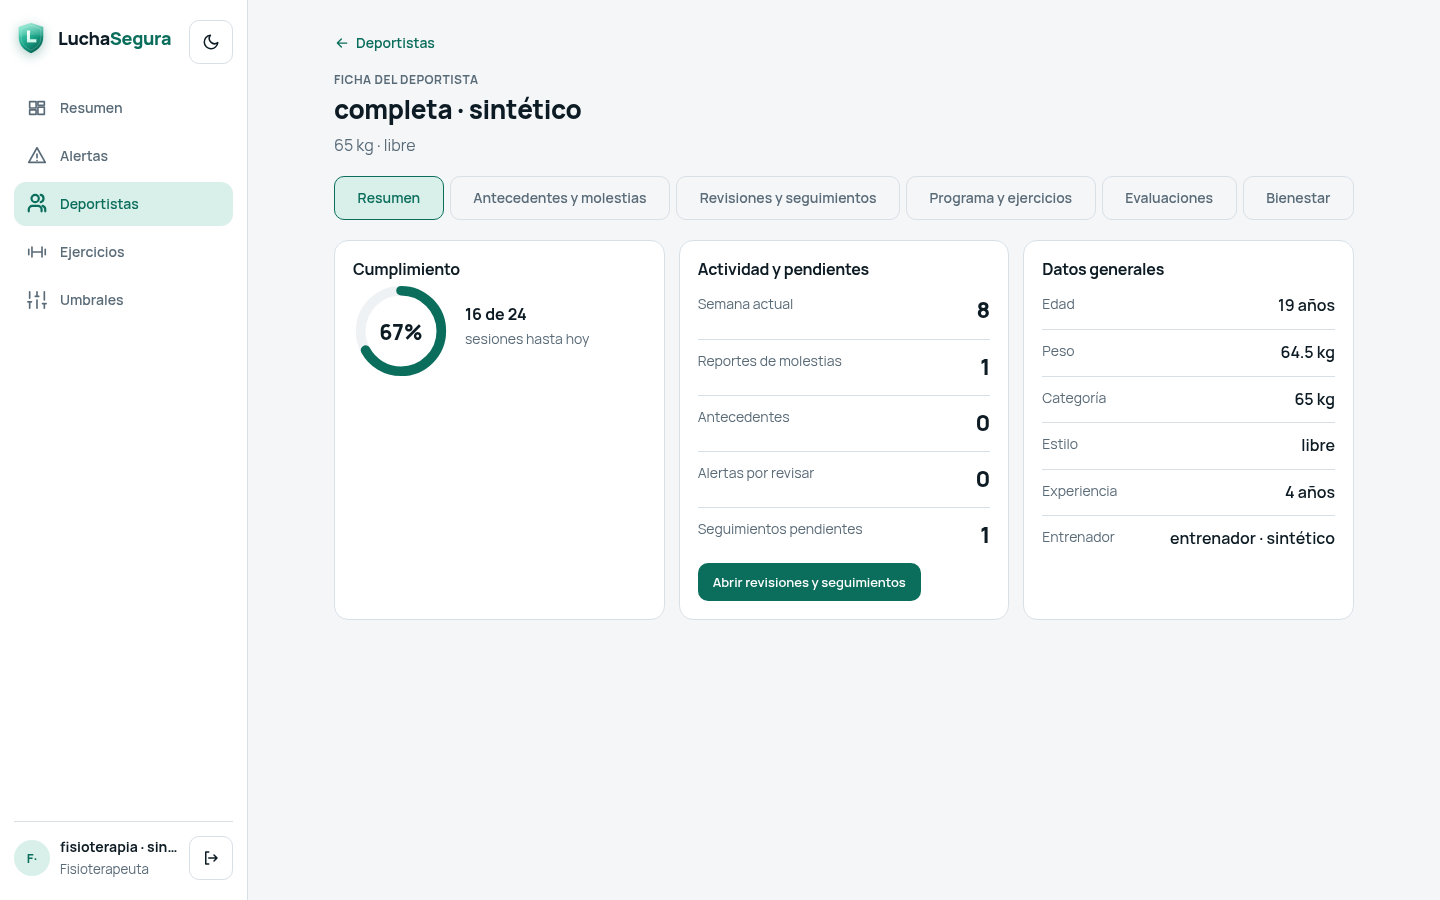 LuchaSegura
Resumen
Alertas
Deportistas
Ejercicios
Umbrales
F·
fisioterapia · sin...
Fisioterapeuta
← Deportistas
FICHA DEL DEPORTISTA
completa · sintético
65 kg · libre
Resumen
Antecedentes y molestias
Revisiones y seguimientos
Programa y ejercicios
Evaluaciones
Bienestar
Cumplimiento
67%
16 de 24
sesiones hasta hoy
Actividad y pendientes
Semana actual 8
Reportes de molestias 1
Antecedentes 0
Alertas por revisar 0
Seguimientos pendientes 1
Abrir revisiones y seguimientos
Datos generales
Edad 19 años
Peso 64.5 kg
Categoría 65 kg
Estilo libre
Experiencia 4 años
Entrenador entrenador · sintético